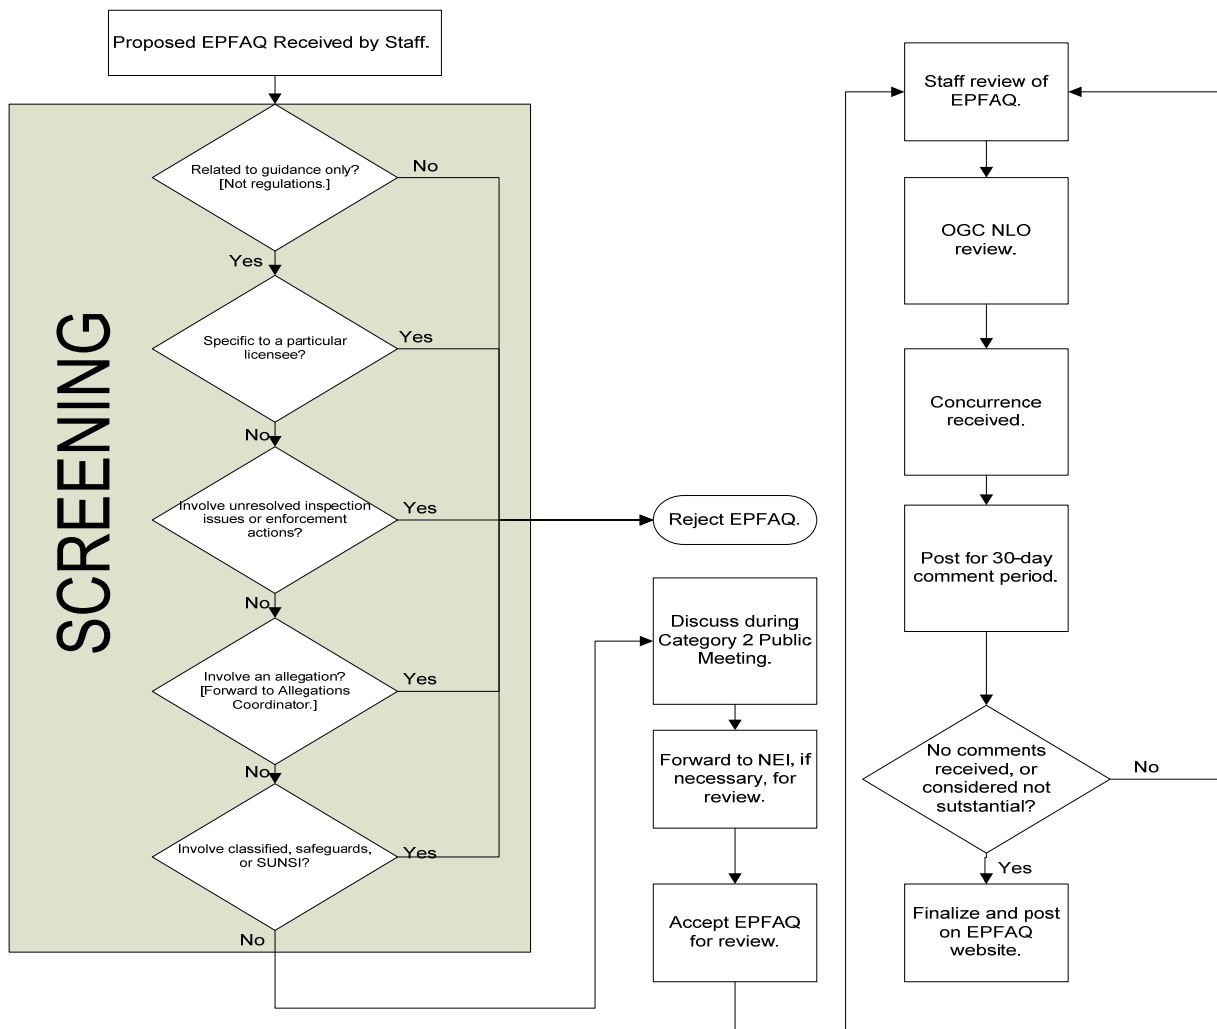 Proposed EPFAQ Received by Staff.
SCREENING
Related to guidance only?
[Not regulations.]
No
Yes
Specific to a particular
licensee?
Yes
No
Involve unresolved inspection
issues or enforcement
actions?
Yes
No
Involve an allegation?
[Forward to Allegations
Coordinator.]
Yes
No
Involve classified, safeguards,
or SUNSI?
Yes
No
Reject EPFAQ.
Discuss during
Category 2 Public
Meeting.
Forward to NEI, if
necessary, for
review.
Accept EPFAQ
for review.
Staff review of
EPFAQ.
OGC NLO
review.
Concurrence
received.
Post for 30-day
comment period.
No comments
received, or
considered not
sutstantial?
No
Yes
Finalize and post
on EPFAQ
website.